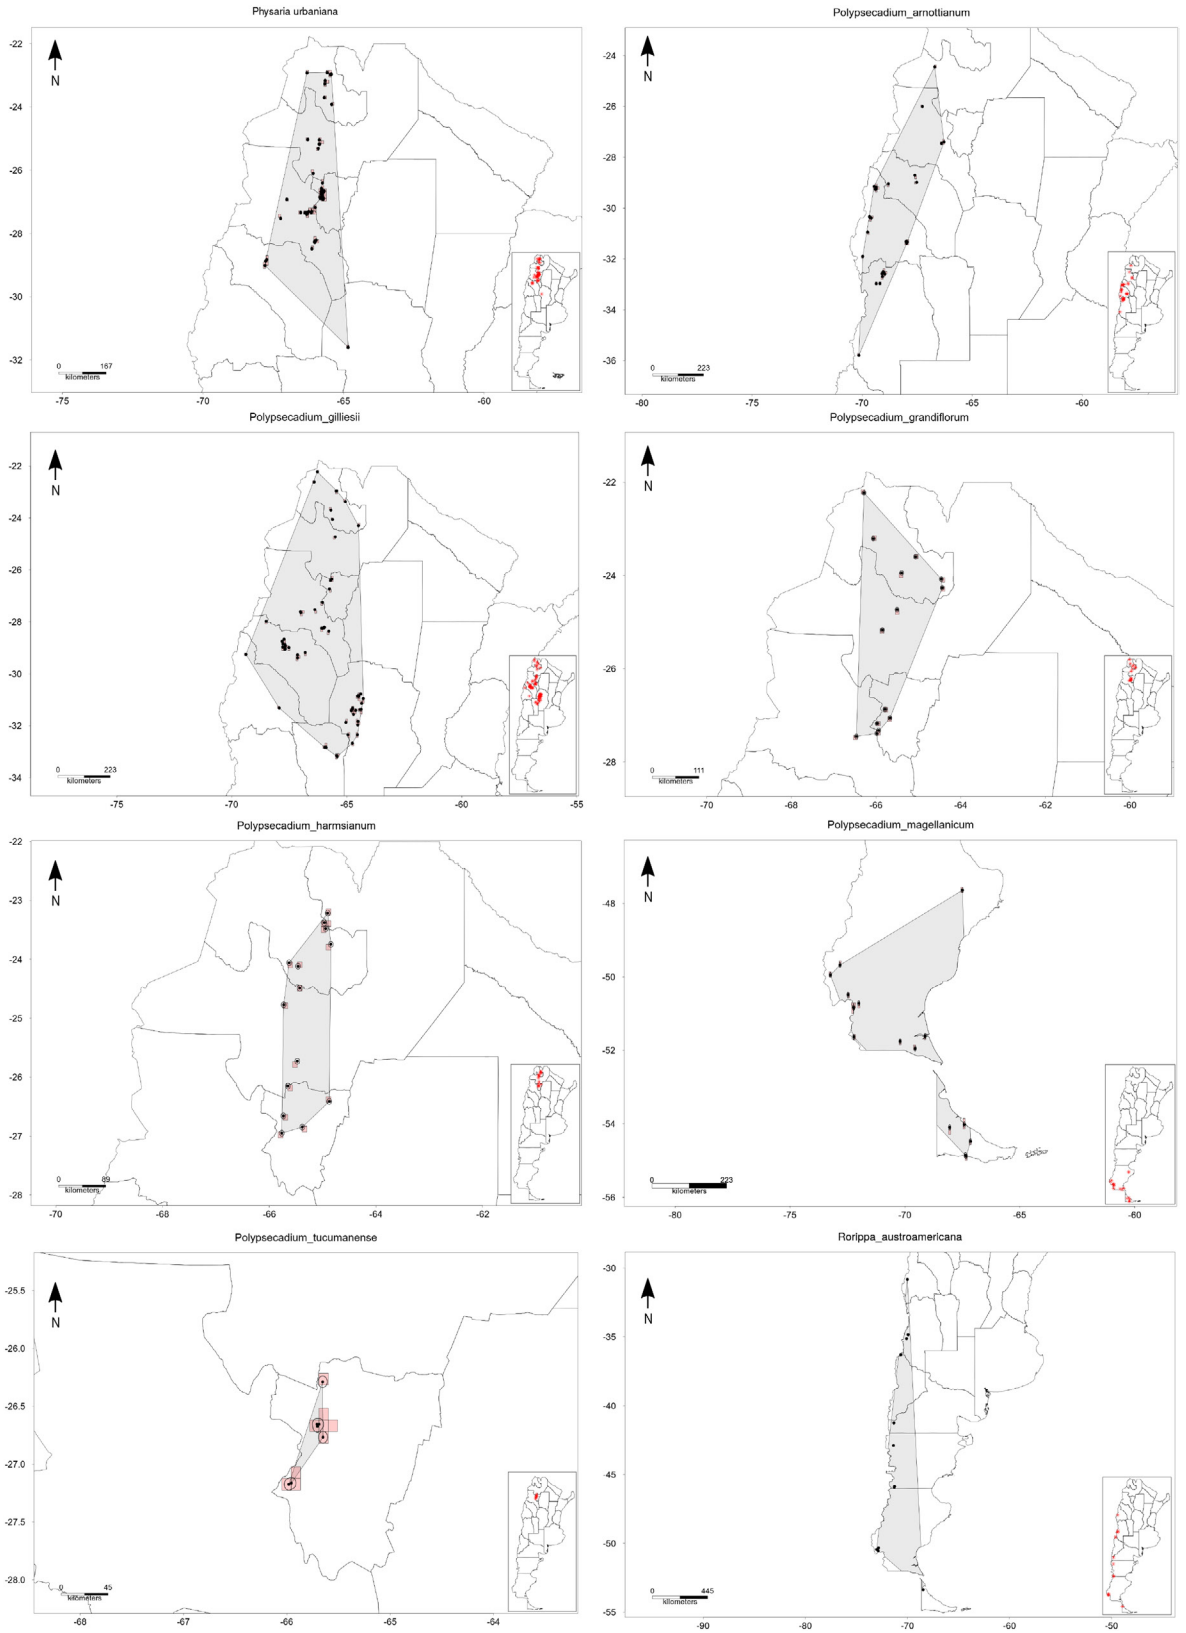 Physaria urbaniana
-22
-24
-26
-28
-30
-32
N
0 167
kilometers
-75 -70 -65 -60
Polypsecadium_arnottianum
-24
-26
-28
-30
-32
-34
-36
N
0 223
kilometers
-80 -75 -70 -65 -60
Polypsecadium_gilliesii
-22
-24
-26
-28
-30
-32
-34
N
0 223
kilometers
-75 -70 -65 -60 -55
Polypsecadium_grandiflorum
-22
-24
-26
-28
N
0 111
kilometers
-70 -68 -66 -64 -62 -60
Polypsecadium_harmsianum
-22
-23
-24
-25
-26
-27
-28
N
0 89
kilometers
-70 -68 -66 -64 -62
Polypsecadium_magellanicum
-48
-50
-52
-54
-56
N
0 223
kilometers
-80 -75 -70 -65 -60
Polypsecadium_tucumanense
-25.5
-26.0
-26.5
-27.0
-27.5
-28.0
N
0 45
kilometers
-68 -67 -66 -65 -64
Rorippa_austroamericana
-30
-35
-40
-45
-50
-55
N
0 445
kilometers
-90 -80 -70 -60 -50